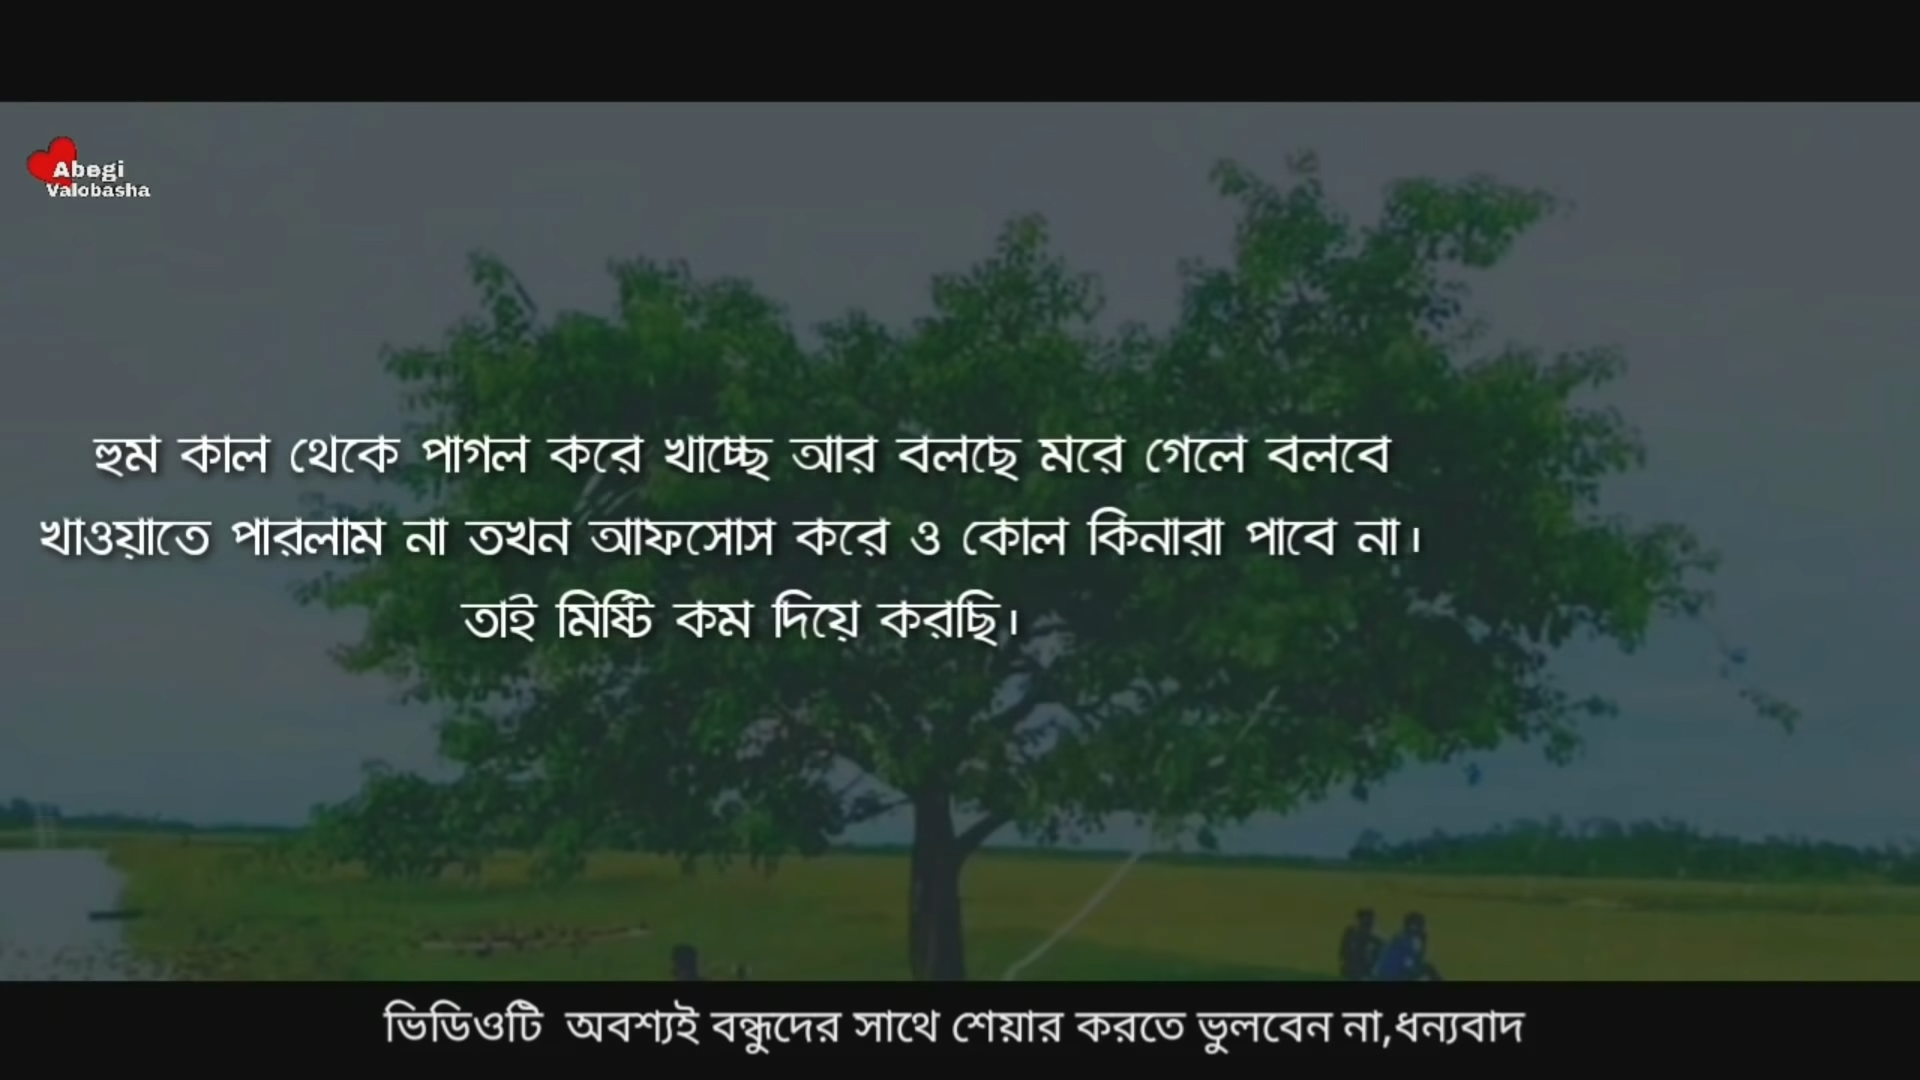 Abegi
Valobasha
হুম কাল থেকে পাগল করে খাচ্ছে আর বলছে মরে গেলে বলবে
খাওয়াতে পারলাম না তখন আফসোস করে ও কোল কিনারা পাবে না।
তাই মিষ্টি কম দিয়ে করছি।
ভিডিওটি অবশ্যই বন্ধুদের সাথে শেয়ার করতে ভুলবেন না,ধন্যবাদ